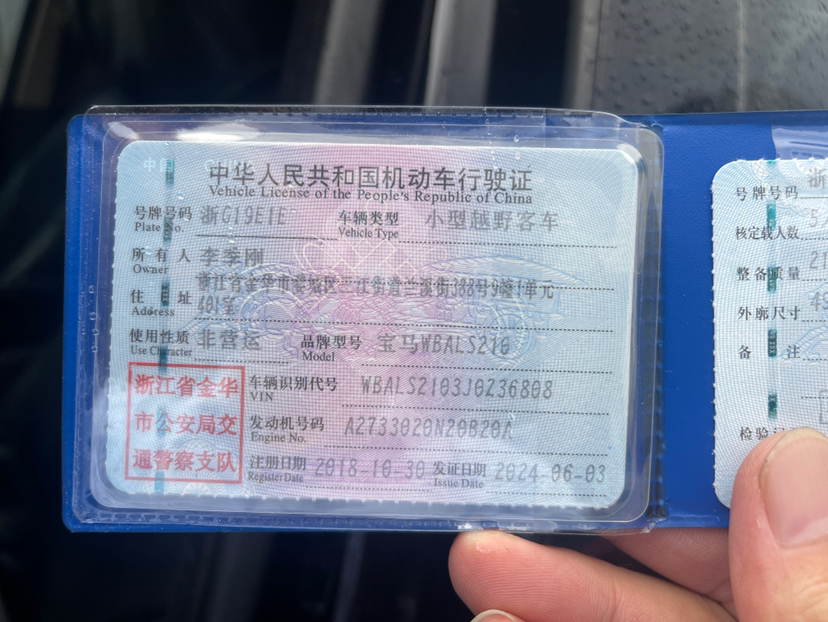 中华人民共和国机动车行驶证
Vehicle License of the People's Republic of China
号牌号码 浙G19E1E 车辆类型 小型越野客车
Plate No. Vehicle Type
所有人 李季刚
Owner
浙江省金华市婺城区三江街道兰溪街388号9幢1单元
住址 401室
Address
使用性质 非营运 品牌型号 宝马WBALS210
Use Character Model
浙江省金华
市公安局交
通警察支队
车辆识别代号 WBALS2103J0Z36808
VIN
发动机号码 A2733020N20B20A
Engine No.
注册日期 2018-10-30 发证日期 2024-06-03
Register Date Issue Date
号牌号码 浙
核定载人数
整备质量
外廓尺寸
备注